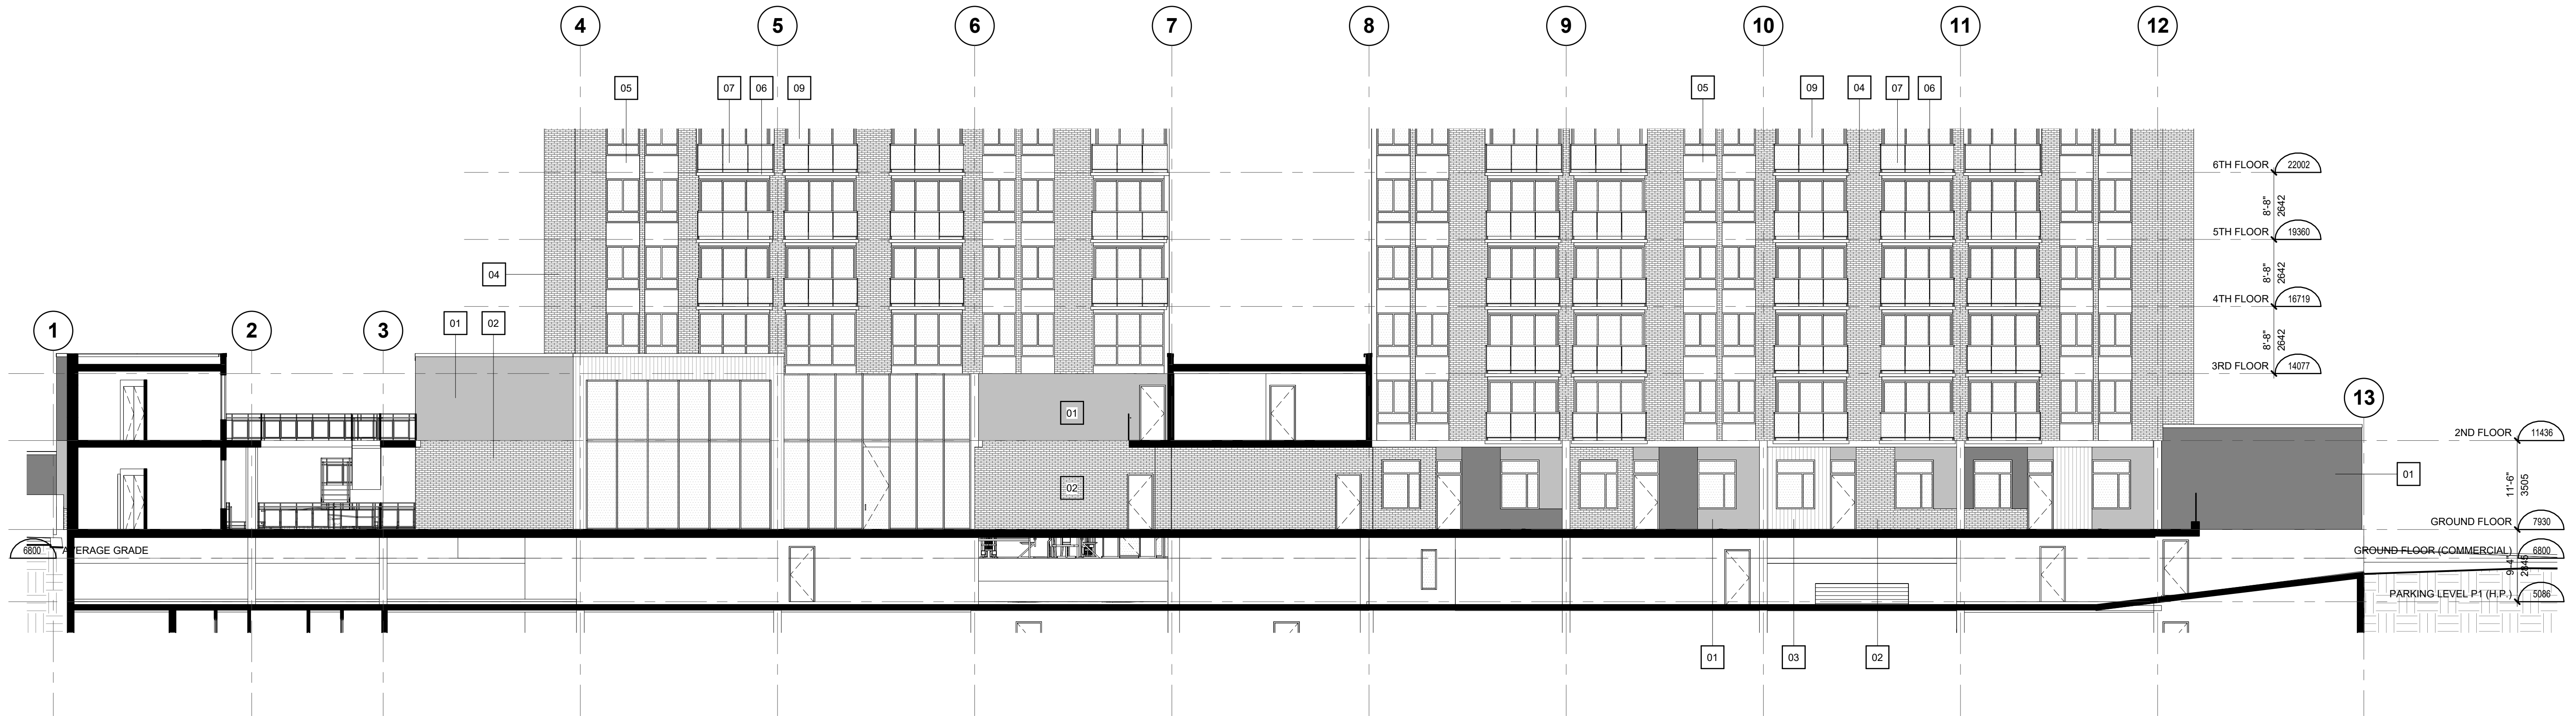 4 5 6 7 8 9 10 11 12
05 07 06 09 05 09 04 07 06
6TH FLOOR 22002
8'-8"
2642
5TH FLOOR 19360
04
8'-8"
2642
4TH FLOOR 16719
1 2 3
01 02
8'-8"
2642
3RD FLOOR 14077
13
01
2ND FLOOR 11436
01
02
11'-6"
3505
GROUND FLOOR 7930
6800 AVERAGE GRADE
GROUND FLOOR (COMMERCIAL) 6800
9'-4"
2845
PARKING LEVEL P1 (H.P.) 5086
01 03 02